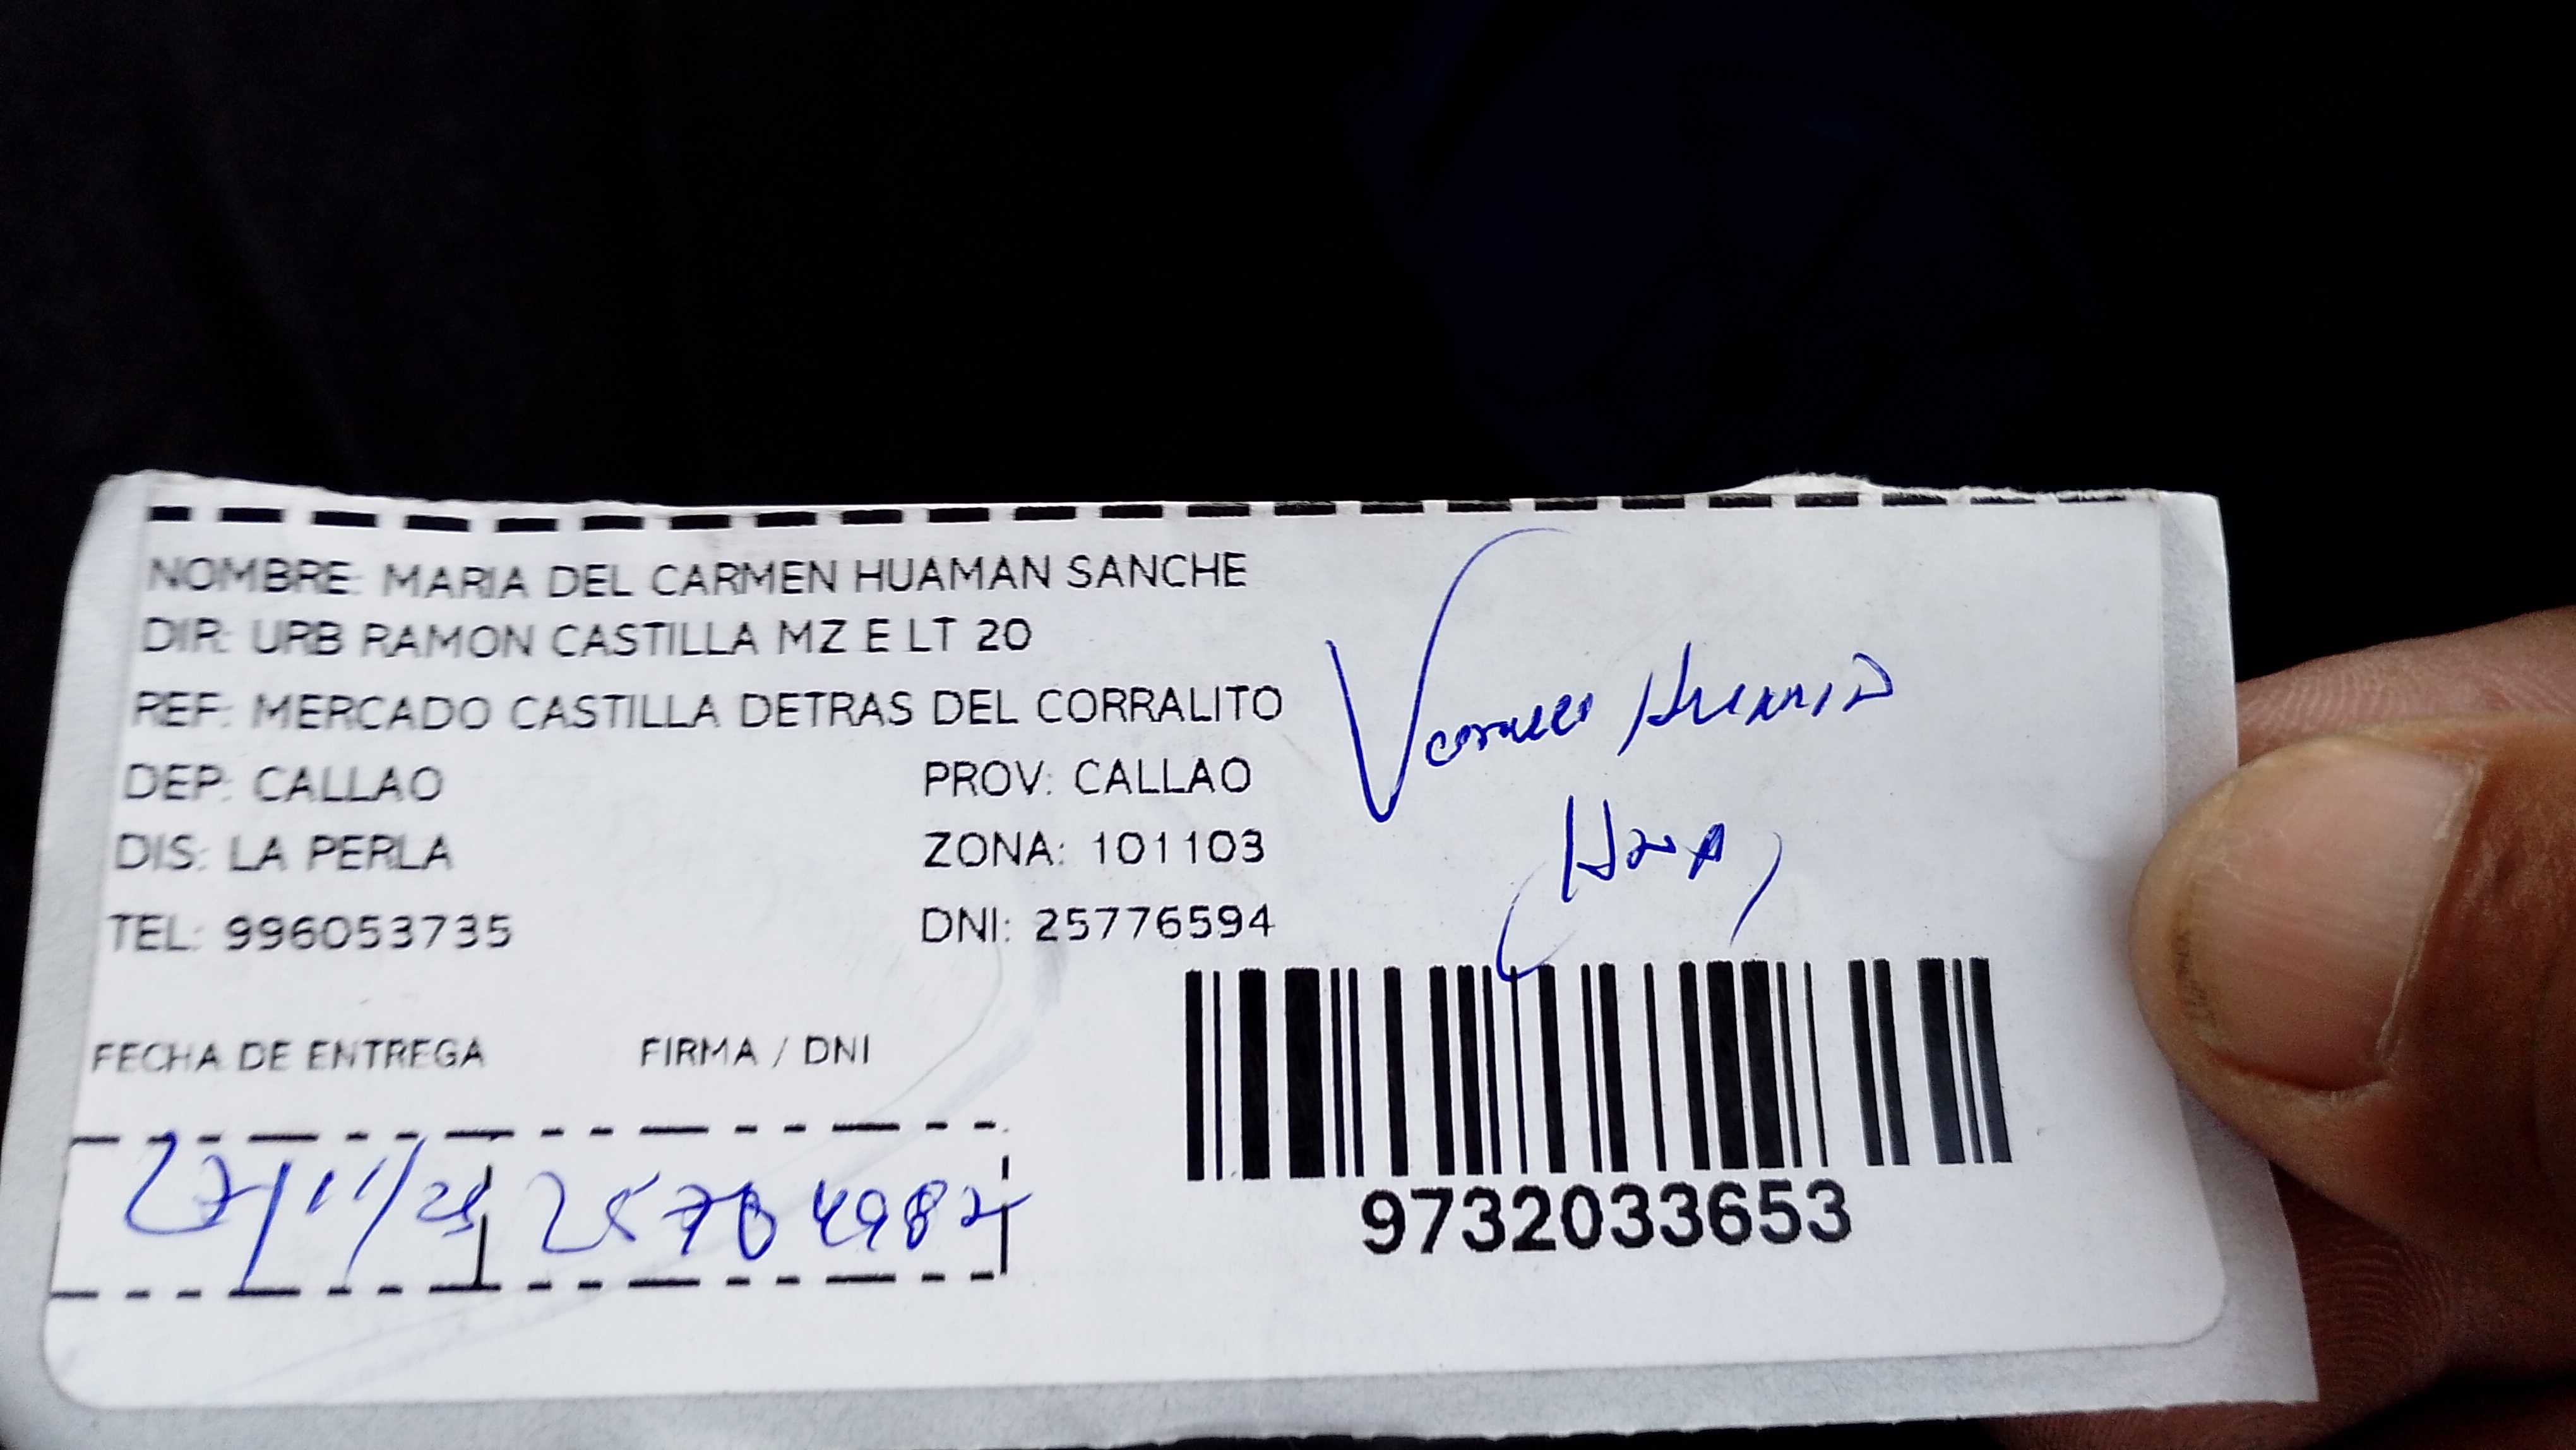 NOMBRE: MARIA DEL CARMEN HUAMAN SANCHE
DIR: URB RAMON CASTILLA MZ E LT 20
REF: MERCADO CASTILLA DETRAS DEL CORRALITO
DEP: CALLAO PROV: CALLAO
DIS: LA PERLA ZONA: 101103
TEL: 996053735 DNI: 25776594
FECHA DE ENTREGA FIRMA / DNI
27/11/
9732033653